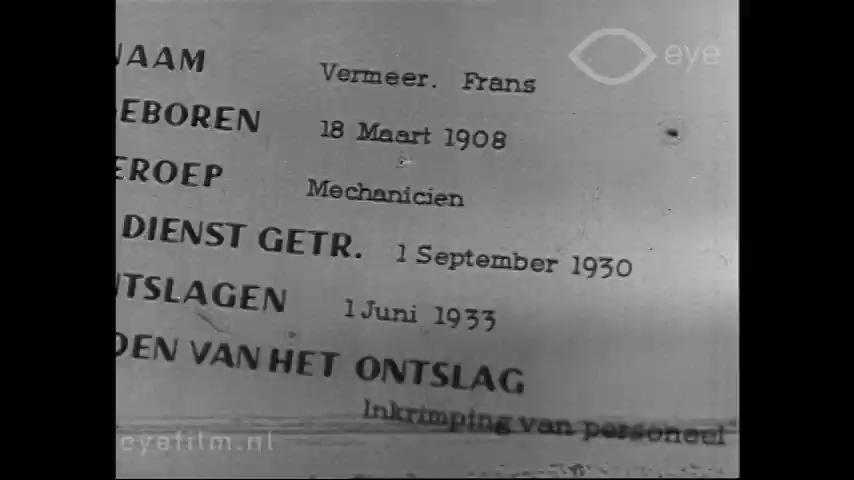 NAAM Vermeer. Frans
GEBOREN 18 Maart 1908
EROEP Mechanicien
DIENST GETR. 1 September 1930
NTSLAGEN 1 Juni 1933
DEN VAN HET ONTSLAG
Inkrimping van personeel
eye
eyefilm.nl